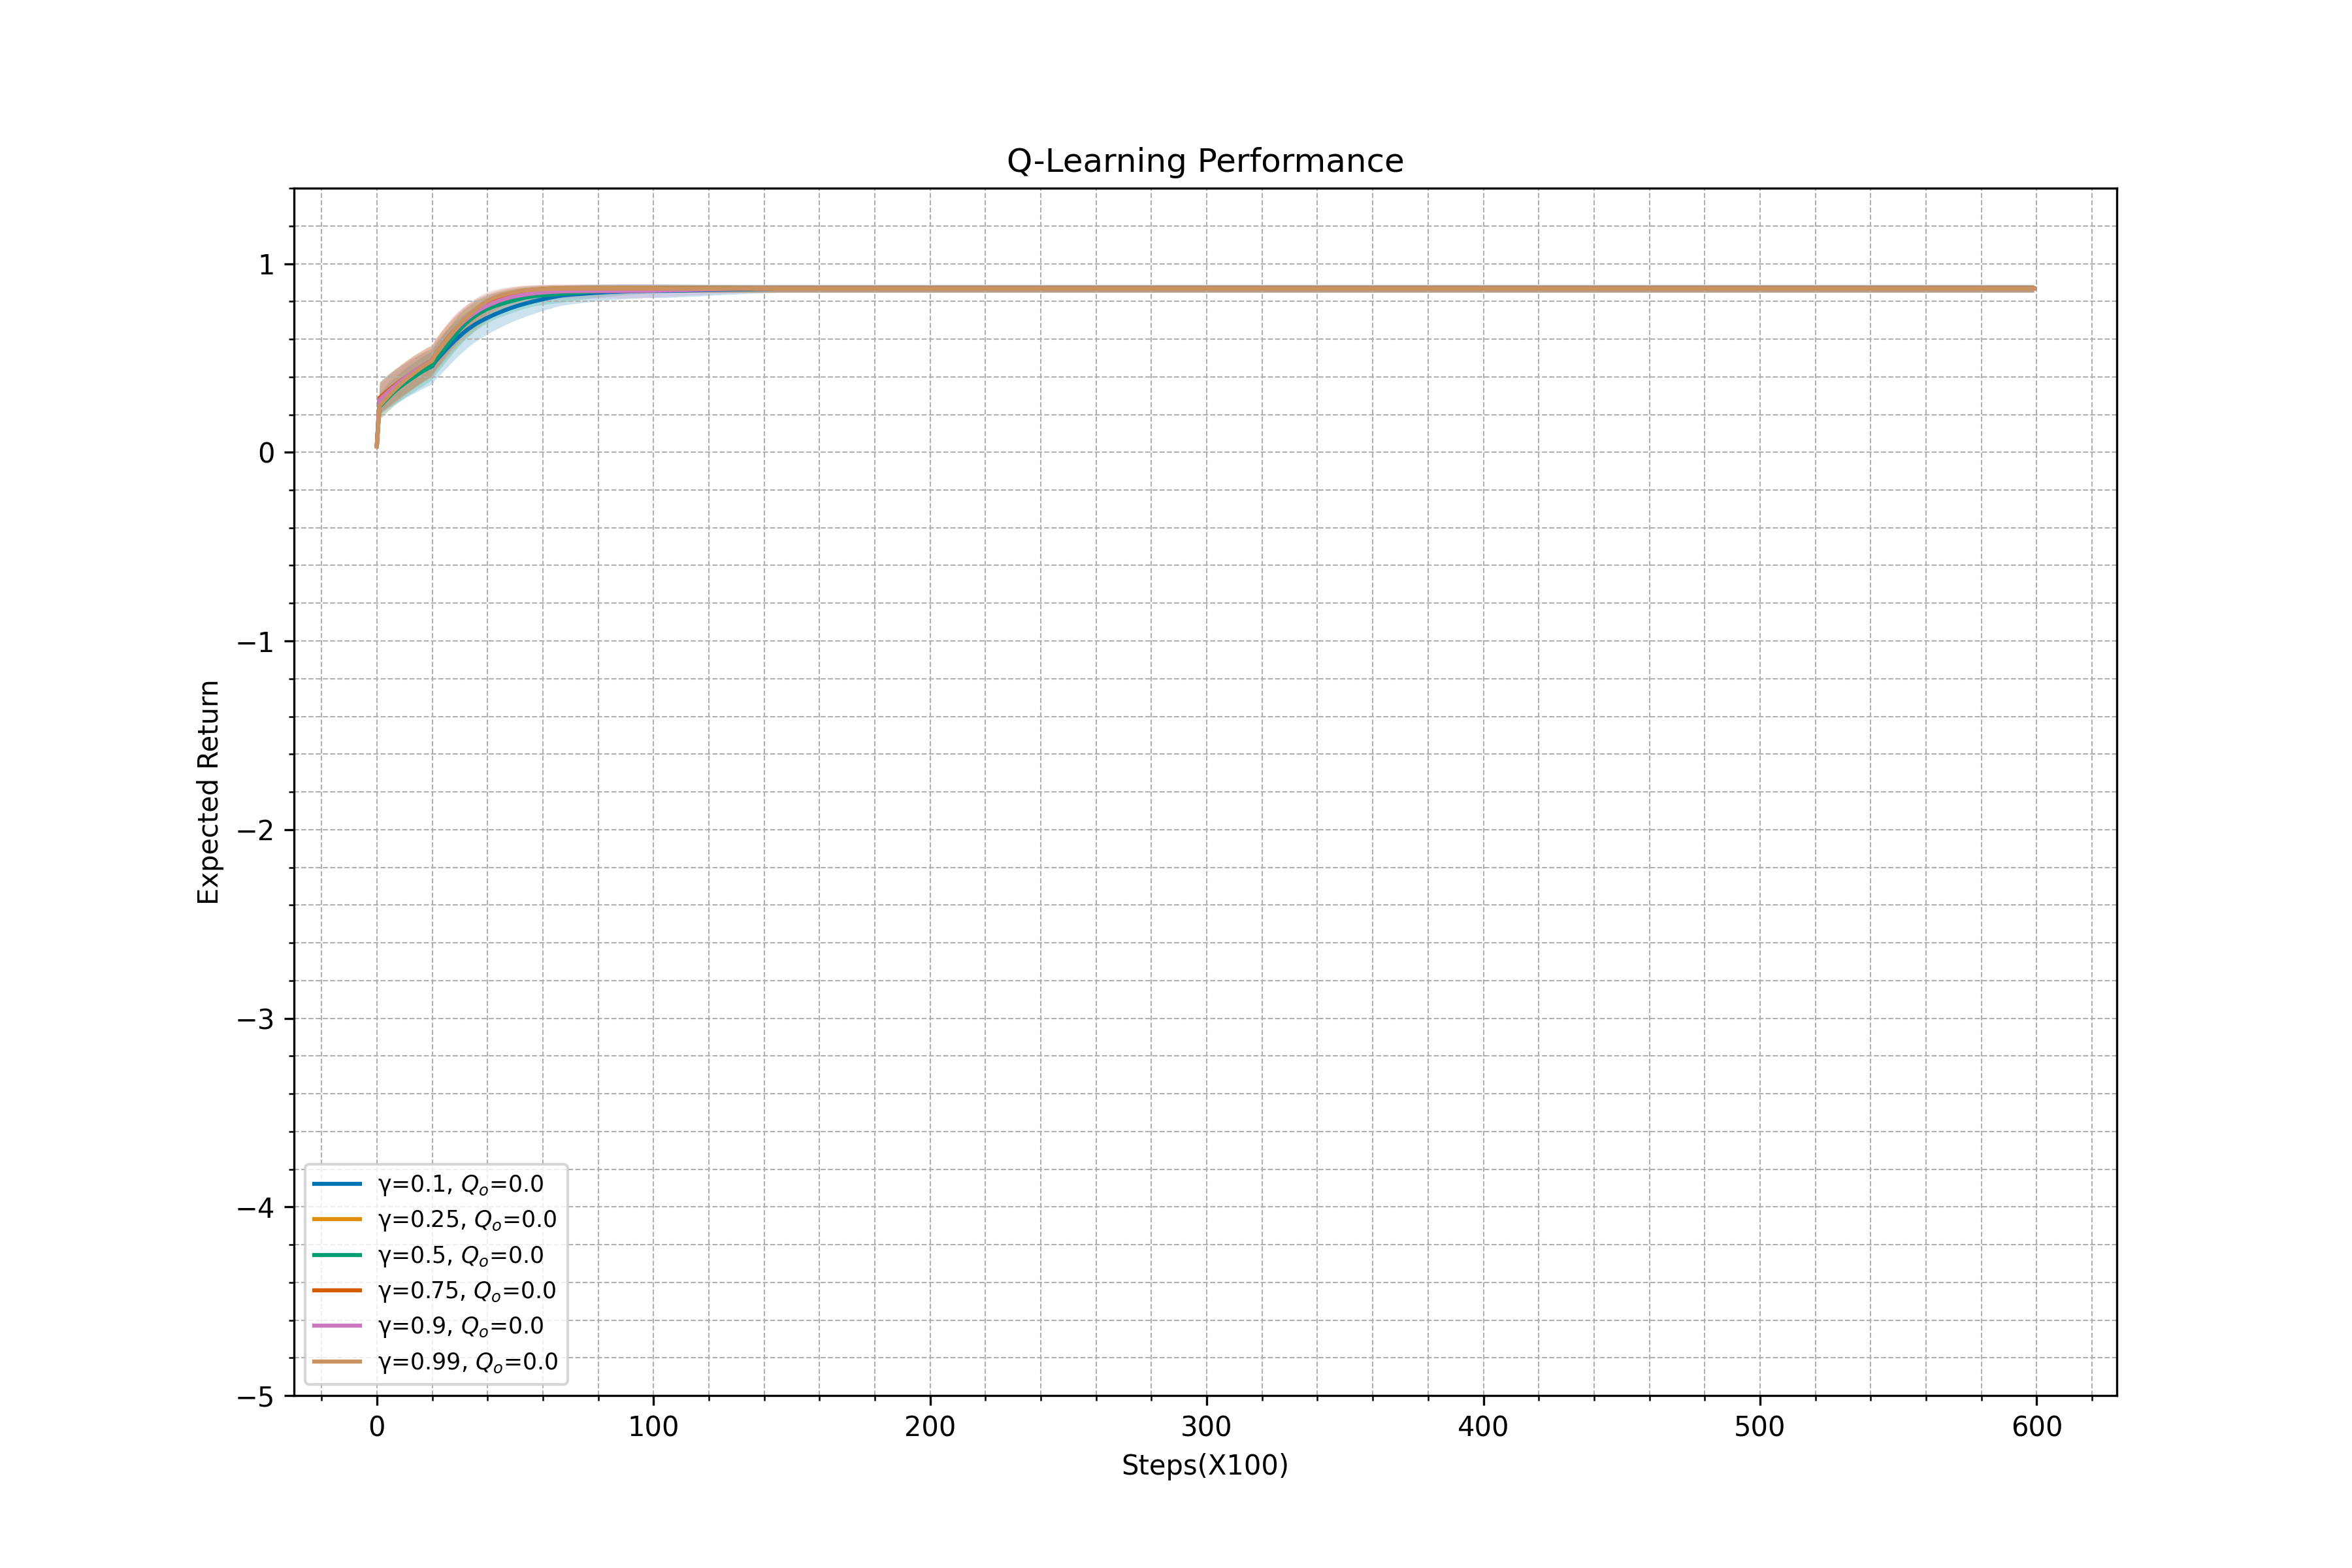 Q-Learning Performance
Expected Return
1
0
−1
−2
−3
−4
−5
γ=0.1, Qₒ=0.0
γ=0.25, Qₒ=0.0
γ=0.5, Qₒ=0.0
γ=0.75, Qₒ=0.0
γ=0.9, Qₒ=0.0
γ=0.99, Qₒ=0.0
0 100 200 300 400 500 600
Steps(X100)